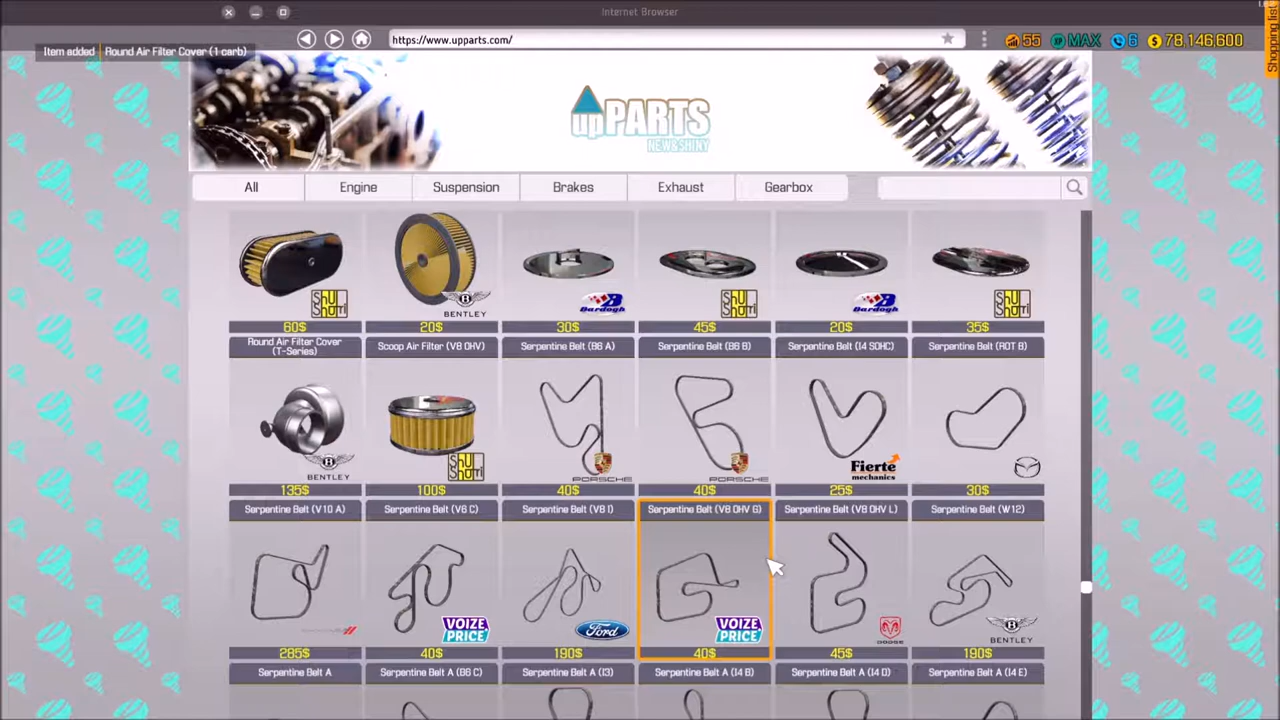 Internet Browser
https://www.upparts.com/
55 MAX 6 $ 78,146,600
Shopping list
Item added | Round Air Filter Cover (1 carb)
upPARTS
NEW&SHINY
All Engine Suspension Brakes Exhaust Gearbox
BENTLEY Bardogh Bardogh
60$ 20$ 30$ 45$ 20$ 35$
Round Air Filter Cover (T-Series)
Scoop Air Filter (V8 OHV)
Serpentine Belt (B6 A)
Serpentine Belt (B6 B)
Serpentine Belt (I4 SOHC)
Serpentine Belt (ROT B)
BENTLEY PORSCHE PORSCHE Fierte mechanics
135$ 100$ 40$ 40$ 25$ 30$
Serpentine Belt (V10 A)
Serpentine Belt (V6 C)
Serpentine Belt (V8 I)
Serpentine Belt (V8 OHV G)
Serpentine Belt (V8 OHV L)
Serpentine Belt (W12)
VOIZE PRICE Ford VOIZE PRICE DODGE BENTLEY
285$ 40$ 190$ 40$ 45$ 190$
Serpentine Belt A
Serpentine Belt A (B6 C)
Serpentine Belt A (I3)
Serpentine Belt A (I4 B)
Serpentine Belt A (I4 D)
Serpentine Belt A (I4 E)